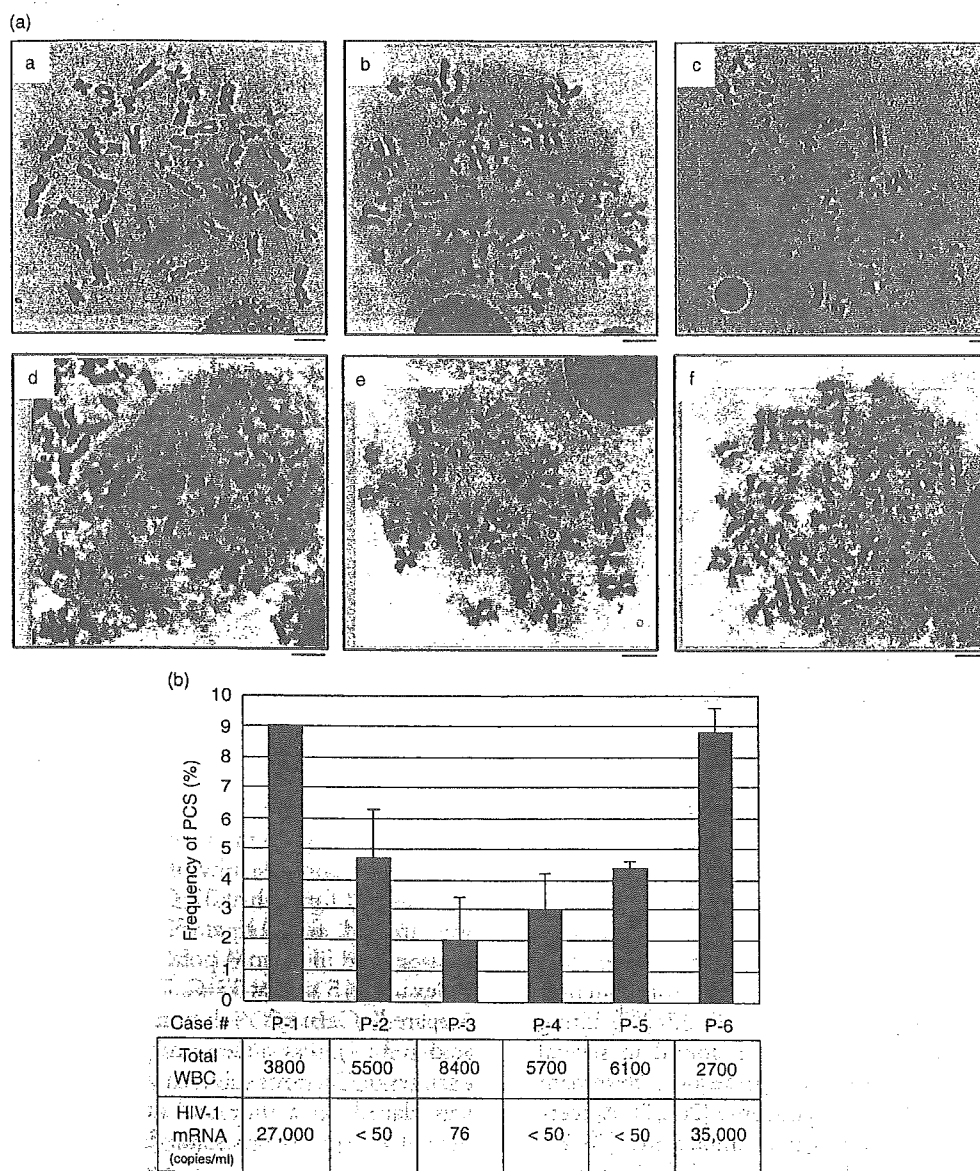 (a)
a
b
c
d
e
f
(b)
Frequency of PCS (%)
10
9
8
7
6
5
4
3
2
1
0
Case # P-1 P-2 P-3 P-4 P-5 P-6
Total WBC 3800 5500 8400 5700 6100 2700
HIV-1 mRNA (copies/ml) 27,000 < 50 76 < 50 < 50 35,000